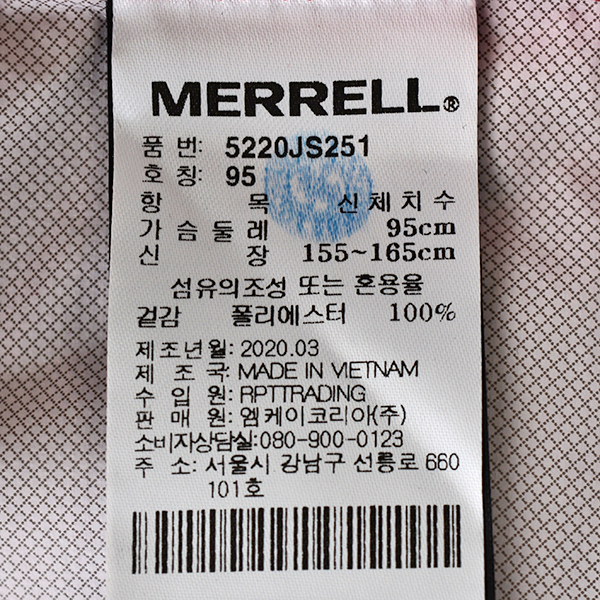 MERRELL®
품 번: 5220JS251
호 칭: 95
항 목 신 체 치 수
가 슴 둘 레 95cm
신 장 155~165cm
섬유의조성 또는 혼용율
겉감 폴리에스터 100%
제조년월: 2020.03
제 조 국: MADE IN VIETNAM
수 입 원: RPTTRADING
판 매 원: 엠케이코리아(주)
소비자상담실:080-900-0123
주 소: 서울시 강남구 선릉로 660
101호